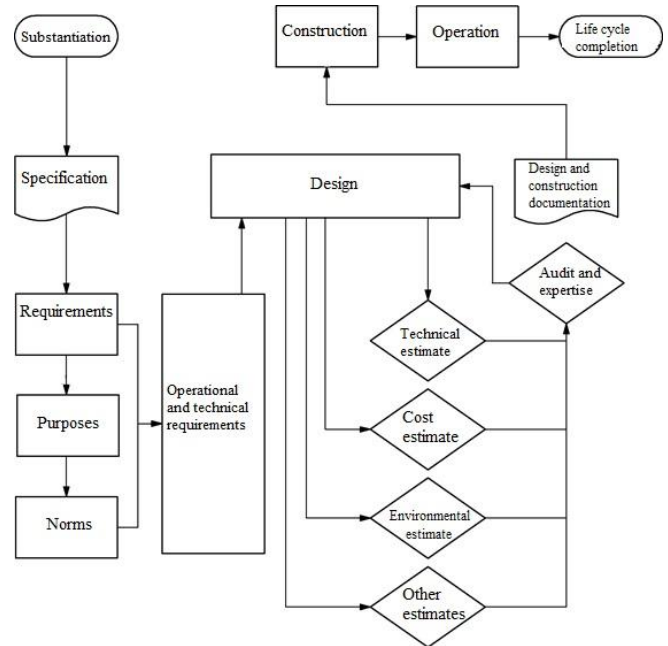 Substantiation
Construction
Operation
Life cycle
completion
Specification
Design
Design and
construction
documentation
Audit and
expertise
Requirements
Technical
estimate
Operational
and technical
requirements
Purposes
Cost
estimate
Norms
Environmental
estimate
Other
estimates